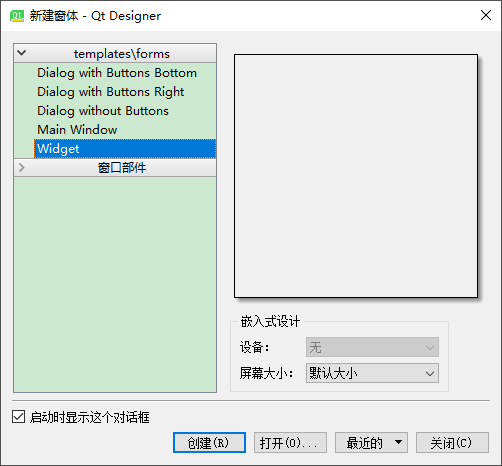 新建窗体 - Qt Designer
templates\forms
Dialog with Buttons Bottom
Dialog with Buttons Right
Dialog without Buttons
Main Window
Widget
窗口部件
嵌入式设计
设备： 无
屏幕大小： 默认大小
启动时显示这个对话框
创建(R) 打开(O)... 最近的 关闭(C)